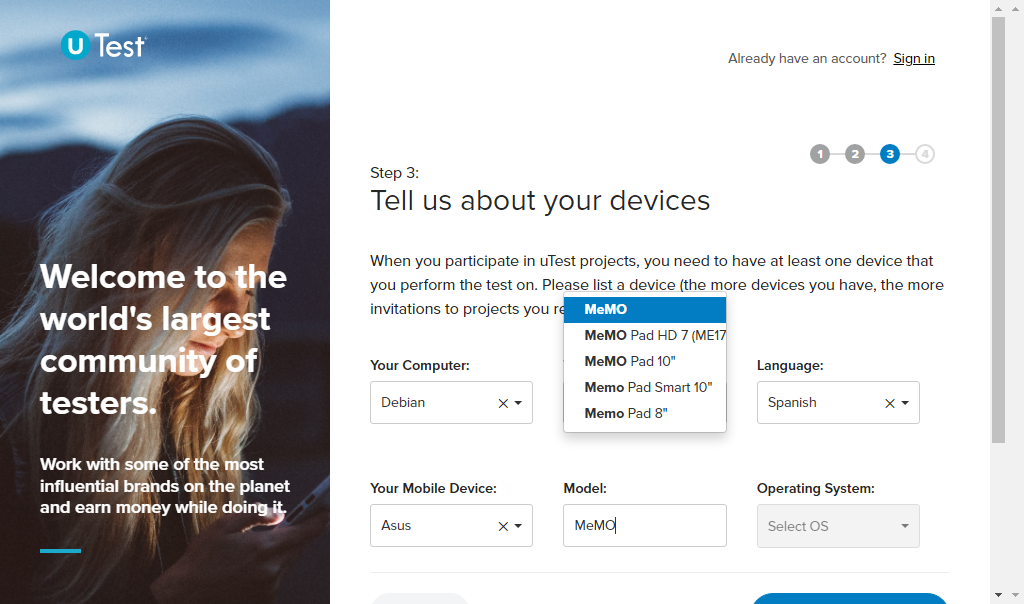 uTest
Already have an account? Sign in
1 2 3 4
Step 3:
Tell us about your devices
Welcome to the
world's largest
community of
testers.
Work with some of the most
influential brands on the planet
and earn money while doing it.
When you participate in uTest projects, you need to have at least one device that
you perform the test on. Please list a device (the more devices you have, the more
invitations to projects you
MeMO
MeMO Pad HD 7 (ME17
MeMO Pad 10"
Memo Pad Smart 10"
Memo Pad 8"
Your Computer:
Language:
Debian
Spanish
Your Mobile Device:
Model:
Operating System:
Asus
MeMO
Select OS